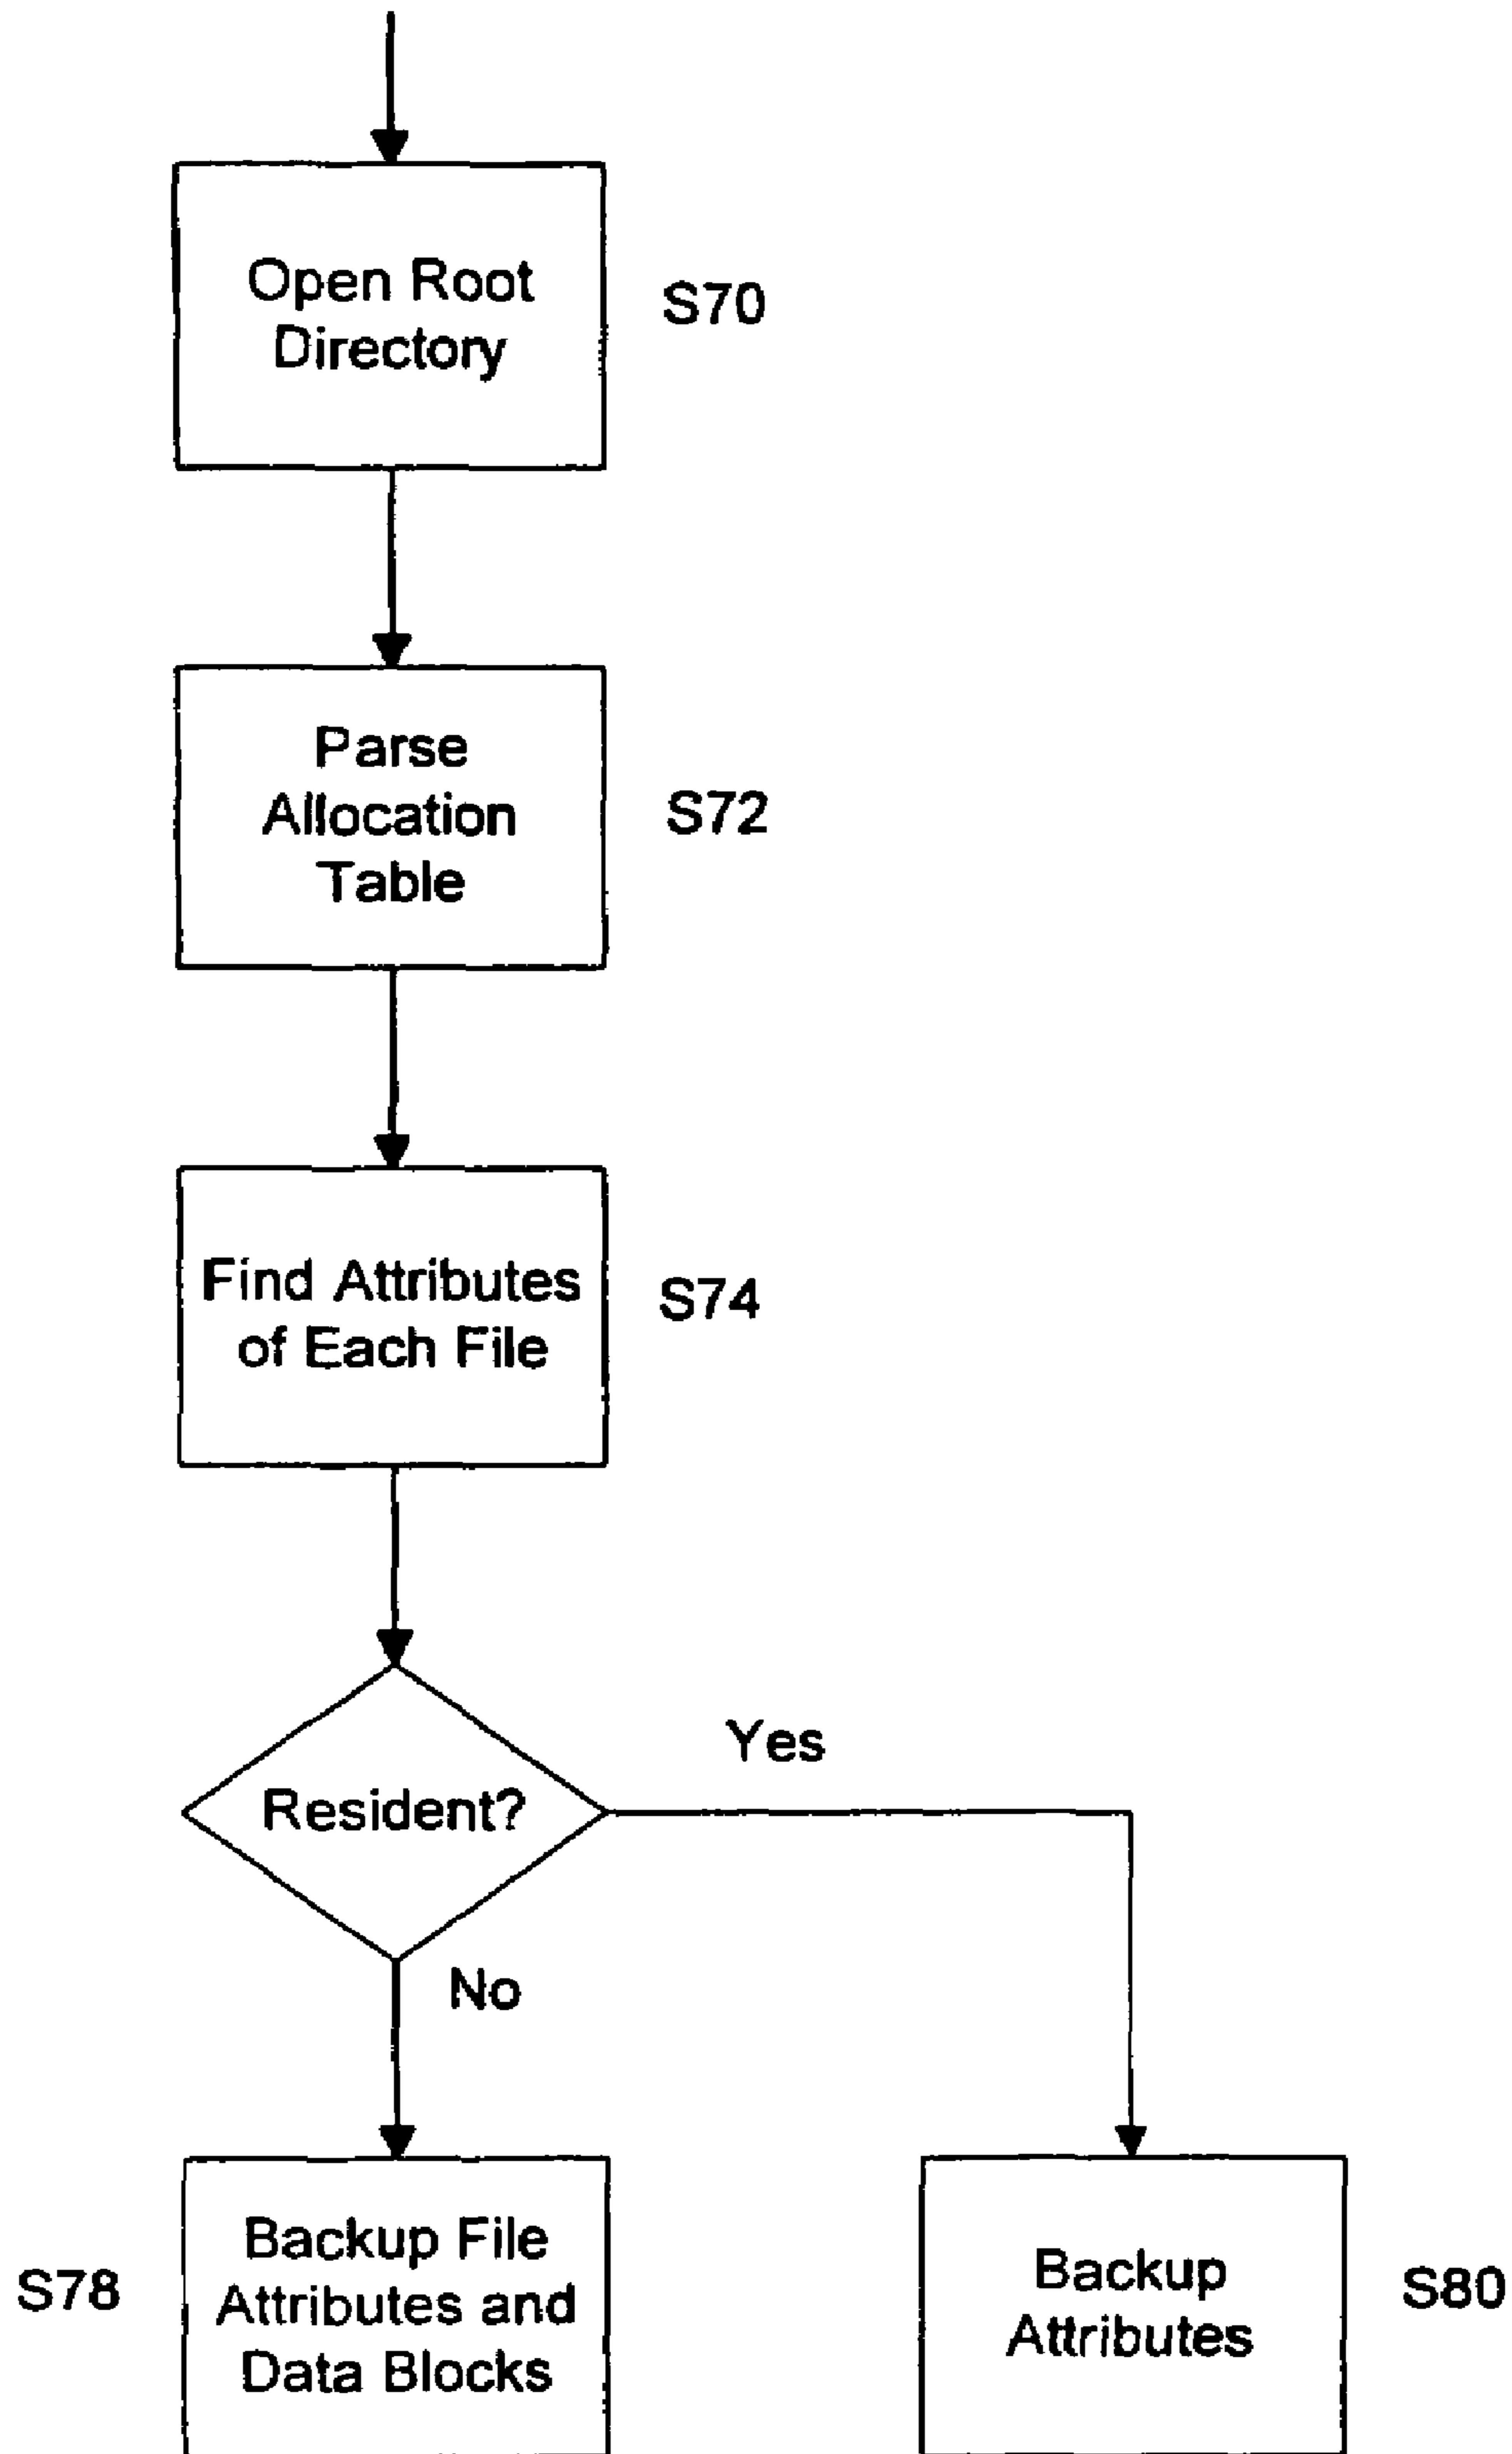 Open Root
Directory
S70
Parse
Allocation
Table
S72
Find Attributes
of Each File
S74
Resident?
Yes
No
S78
Backup File
Attributes and
Data Blocks
Backup
Attributes
S80